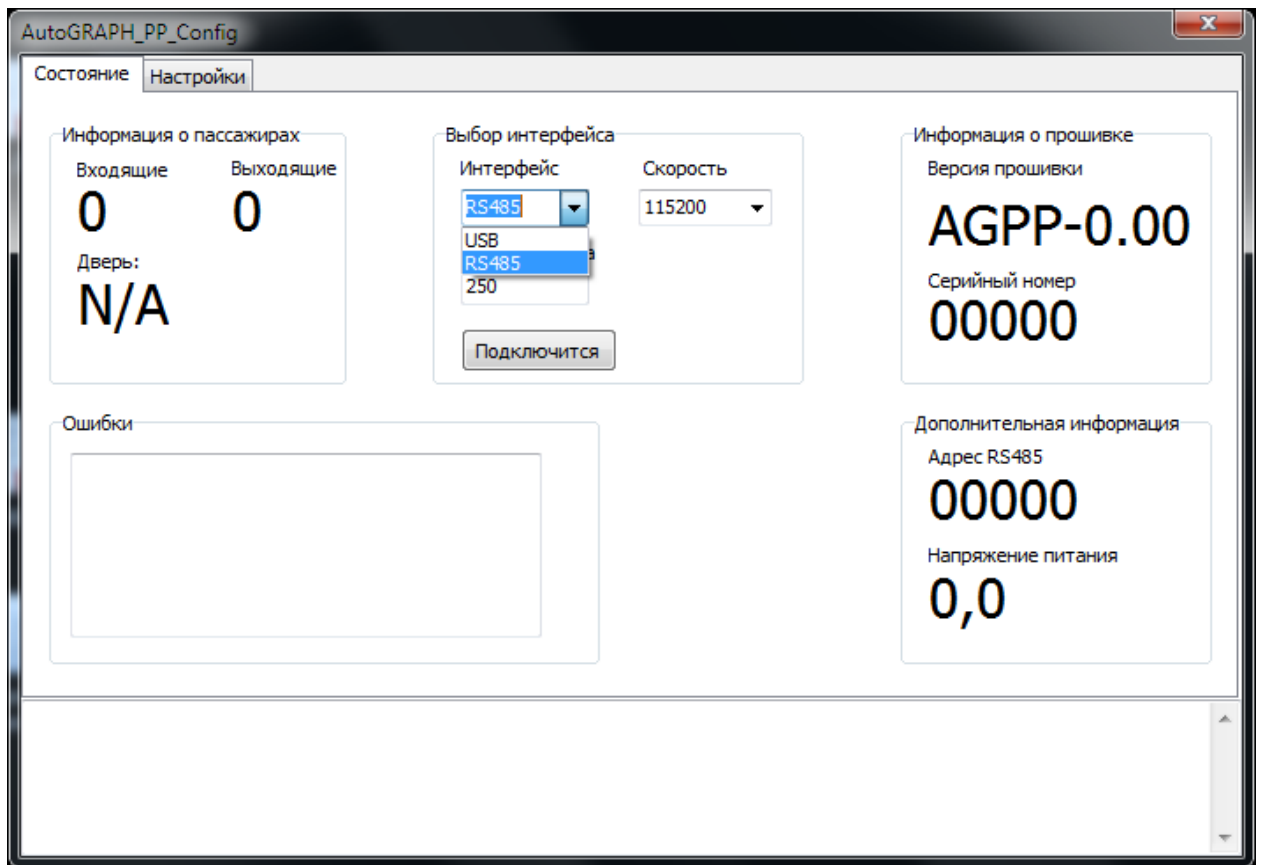 AutoGRAPH_PP_Config
Состояние Настройки
Информация о пассажирах
Входящие Выходящие
0 0
Дверь:
N/A
Выбор интерфейса
Интерфейс Скорость
RS485 115200
USB
RS485
250
Подключится
Информация о прошивке
Версия прошивки
AGPP-0.00
Серийный номер
00000
Ошибки
Дополнительная информация
Адрес RS485
00000
Напряжение питания
0,0